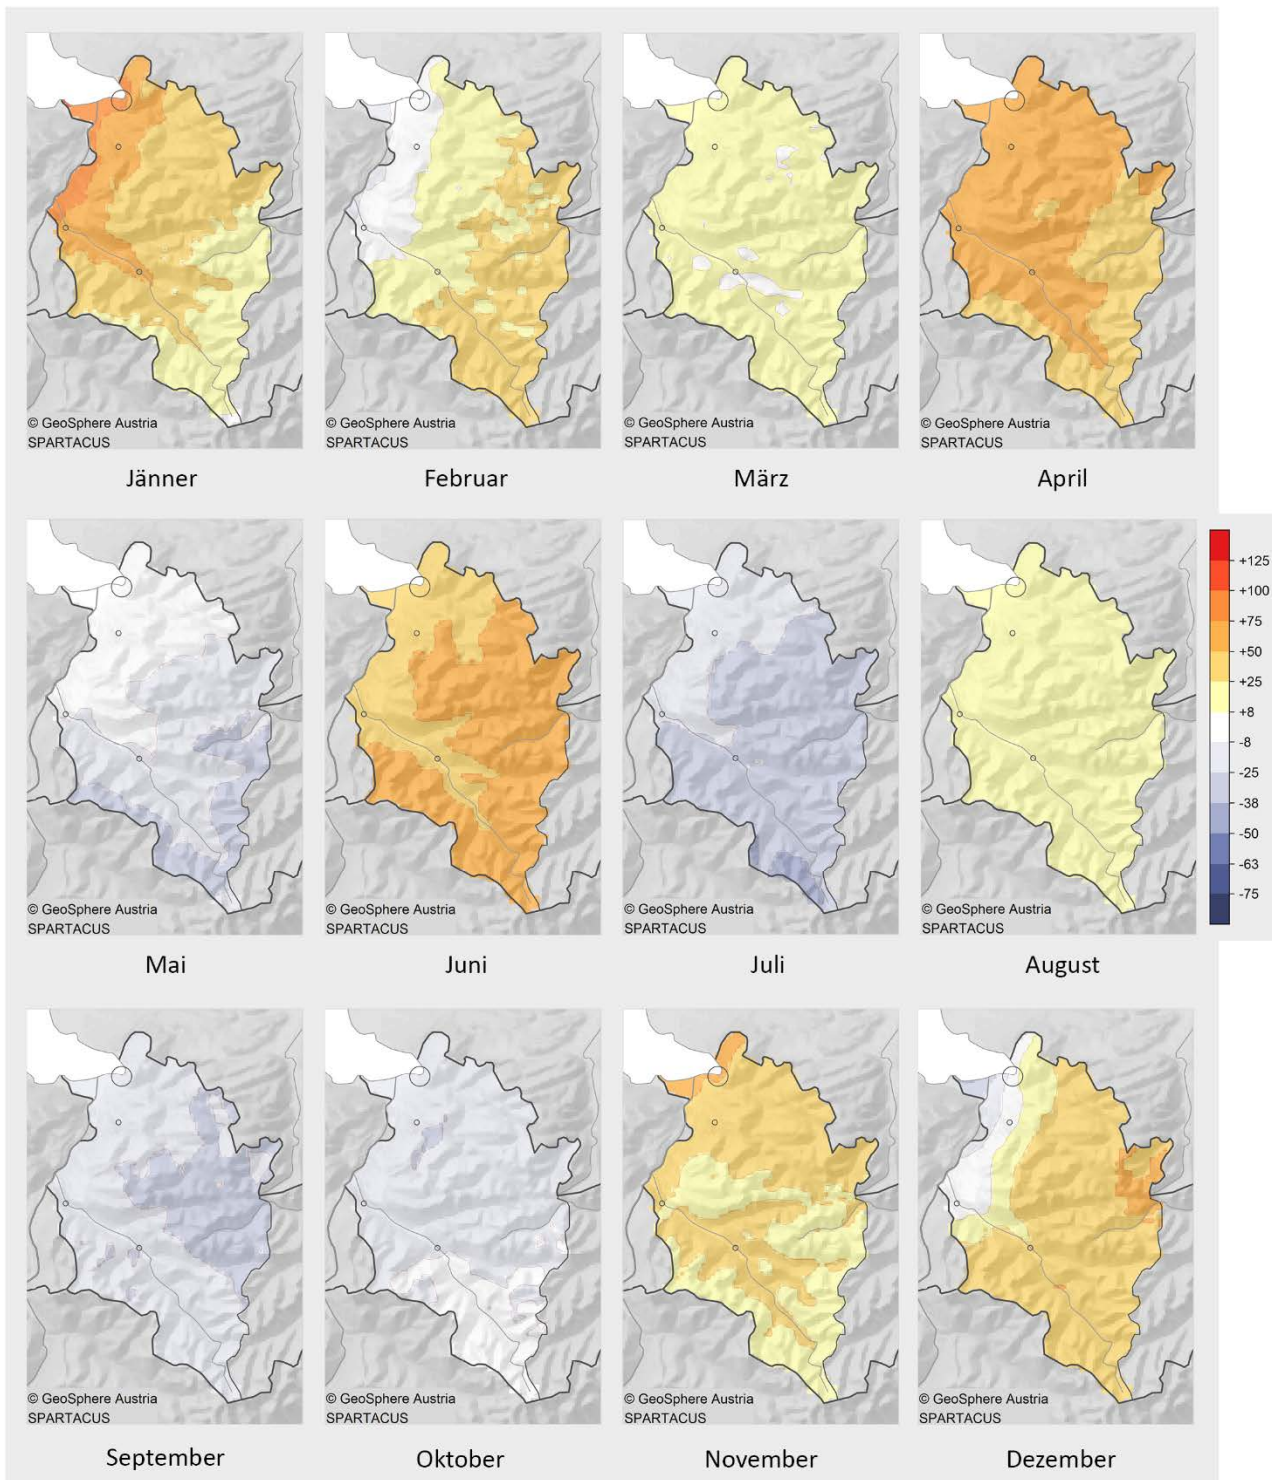 © GeoSphere Austria
SPARTACUS
© GeoSphere Austria
SPARTACUS
© GeoSphere Austria
SPARTACUS
© GeoSphere Austria
SPARTACUS
Jänner
Februar
März
April
© GeoSphere Austria
SPARTACUS
© GeoSphere Austria
SPARTACUS
© GeoSphere Austria
SPARTACUS
© GeoSphere Austria
SPARTACUS
Mai
Juni
Juli
August
+125
+100
+75
+50
+25
+8
-8
-25
-38
-50
-63
-75
© GeoSphere Austria
SPARTACUS
© GeoSphere Austria
SPARTACUS
© GeoSphere Austria
SPARTACUS
© GeoSphere Austria
SPARTACUS
September
Oktober
November
Dezember